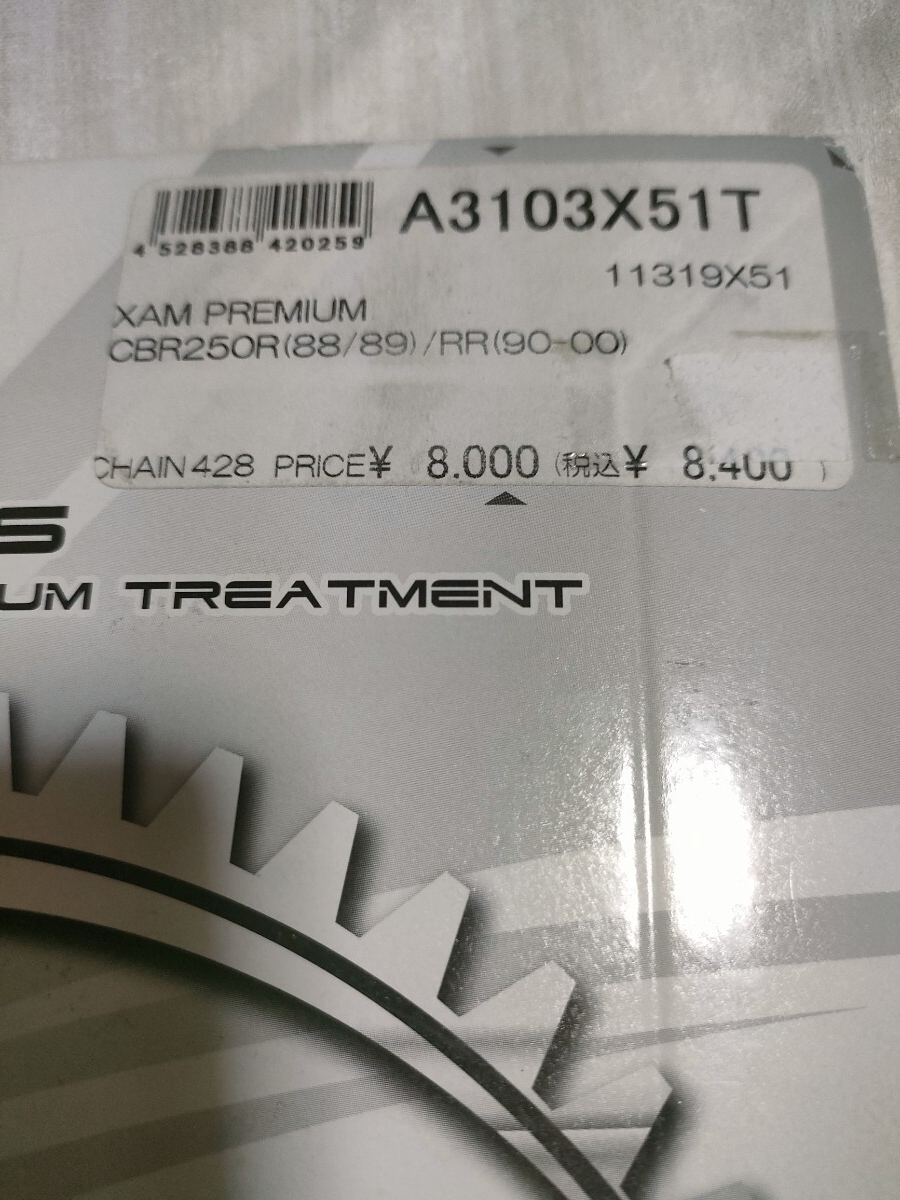 A3103X51T
4 528388 420259
11319X51
XAM PREMIUM
CBR250R(88/89)/RR(90-00)
CHAIN 428 PRICE¥ 8.000 (税込¥ 8.400 )
S
UM TREATMENT